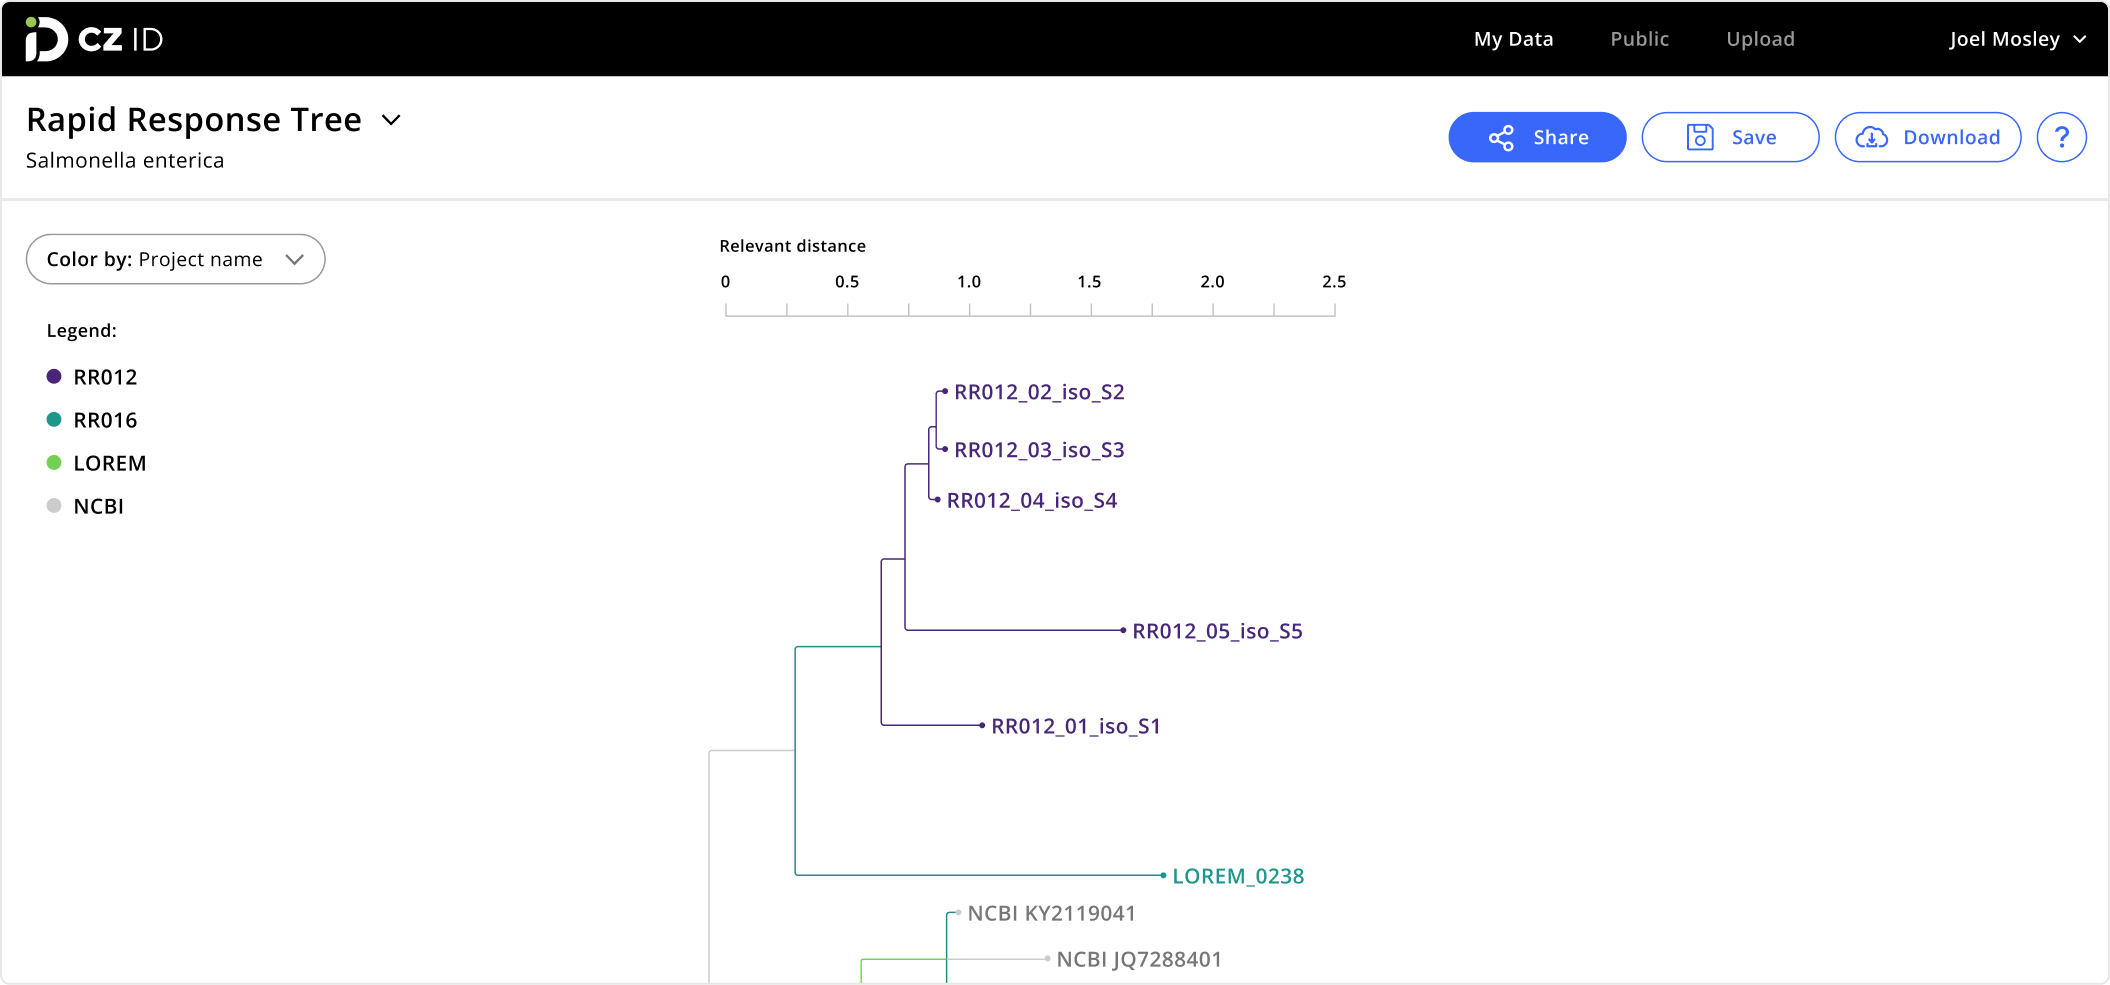 CZ ID
My Data
Public
Upload
Joel Mosley
Rapid Response Tree
Salmonella enterica
Share
Save
Download
?
Color by: Project name
Legend:
RR012
RR016
LOREM
NCBI
Relevant distance
0 0.5 1.0 1.5 2.0 2.5
RR012_02_iso_S2
RR012_03_iso_S3
RR012_04_iso_S4
RR012_05_iso_S5
RR012_01_iso_S1
LOREM_0238
NCBI KY2119041
NCBI JQ7288401